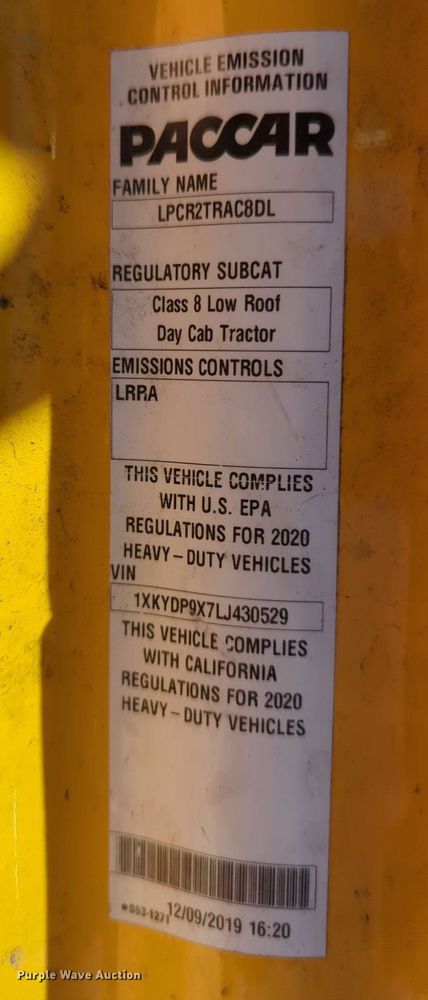 VEHICLE EMISSION
CONTROL INFORMATION
PACCAR
FAMILY NAME
LPCR2TRAC8DL
REGULATORY SUBCAT
Class 8 Low Roof
Day Cab Tractor
EMISSIONS CONTROLS
LRRA
THIS VEHICLE COMPLIES
WITH U.S. EPA
REGULATIONS FOR 2020
HEAVY-DUTY VEHICLES
VIN
1XKYDP9X7LJ430529
THIS VEHICLE COMPLIES
WITH CALIFORNIA
REGULATIONS FOR 2020
HEAVY-DUTY VEHICLES
S53-1271 12/09/2019 16:20
Purple Wave Auction